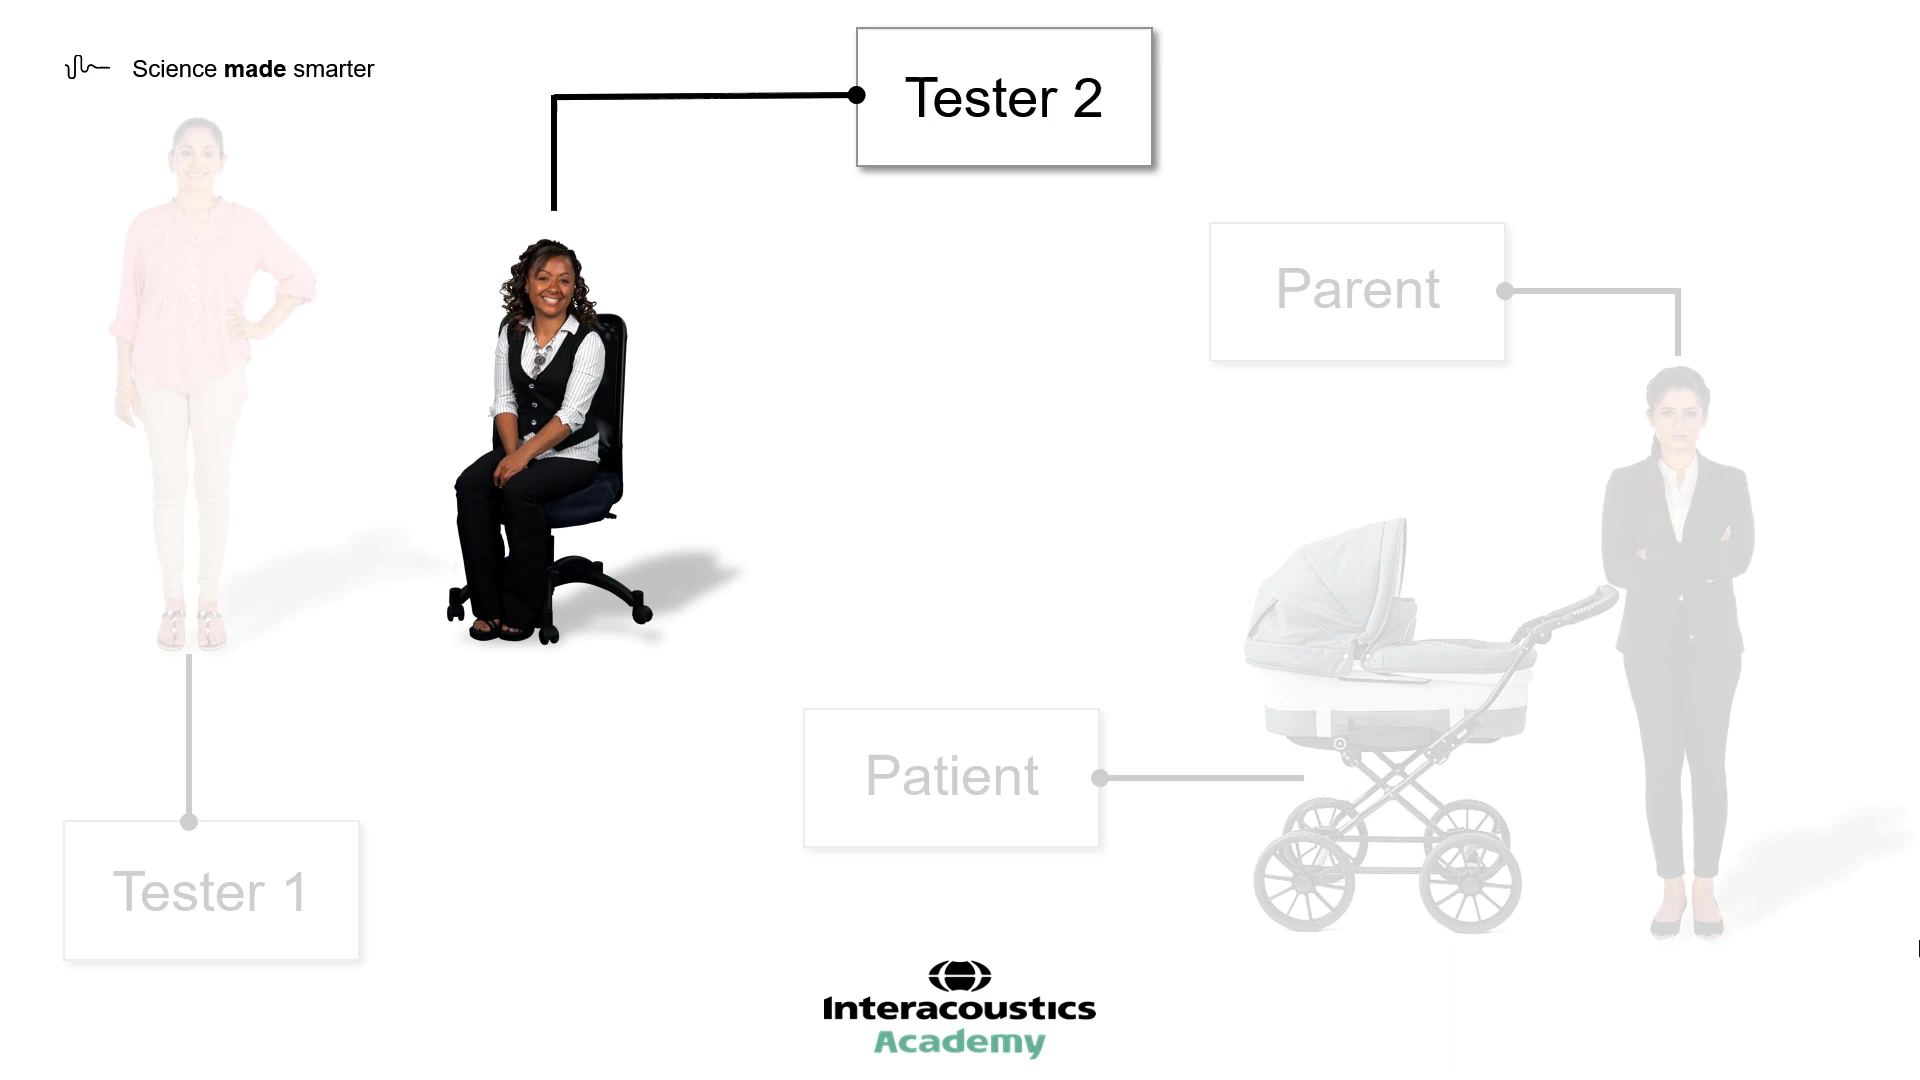 Science made smarter
Tester 2
Parent
Patient
Tester 1
Interacoustics
Academy